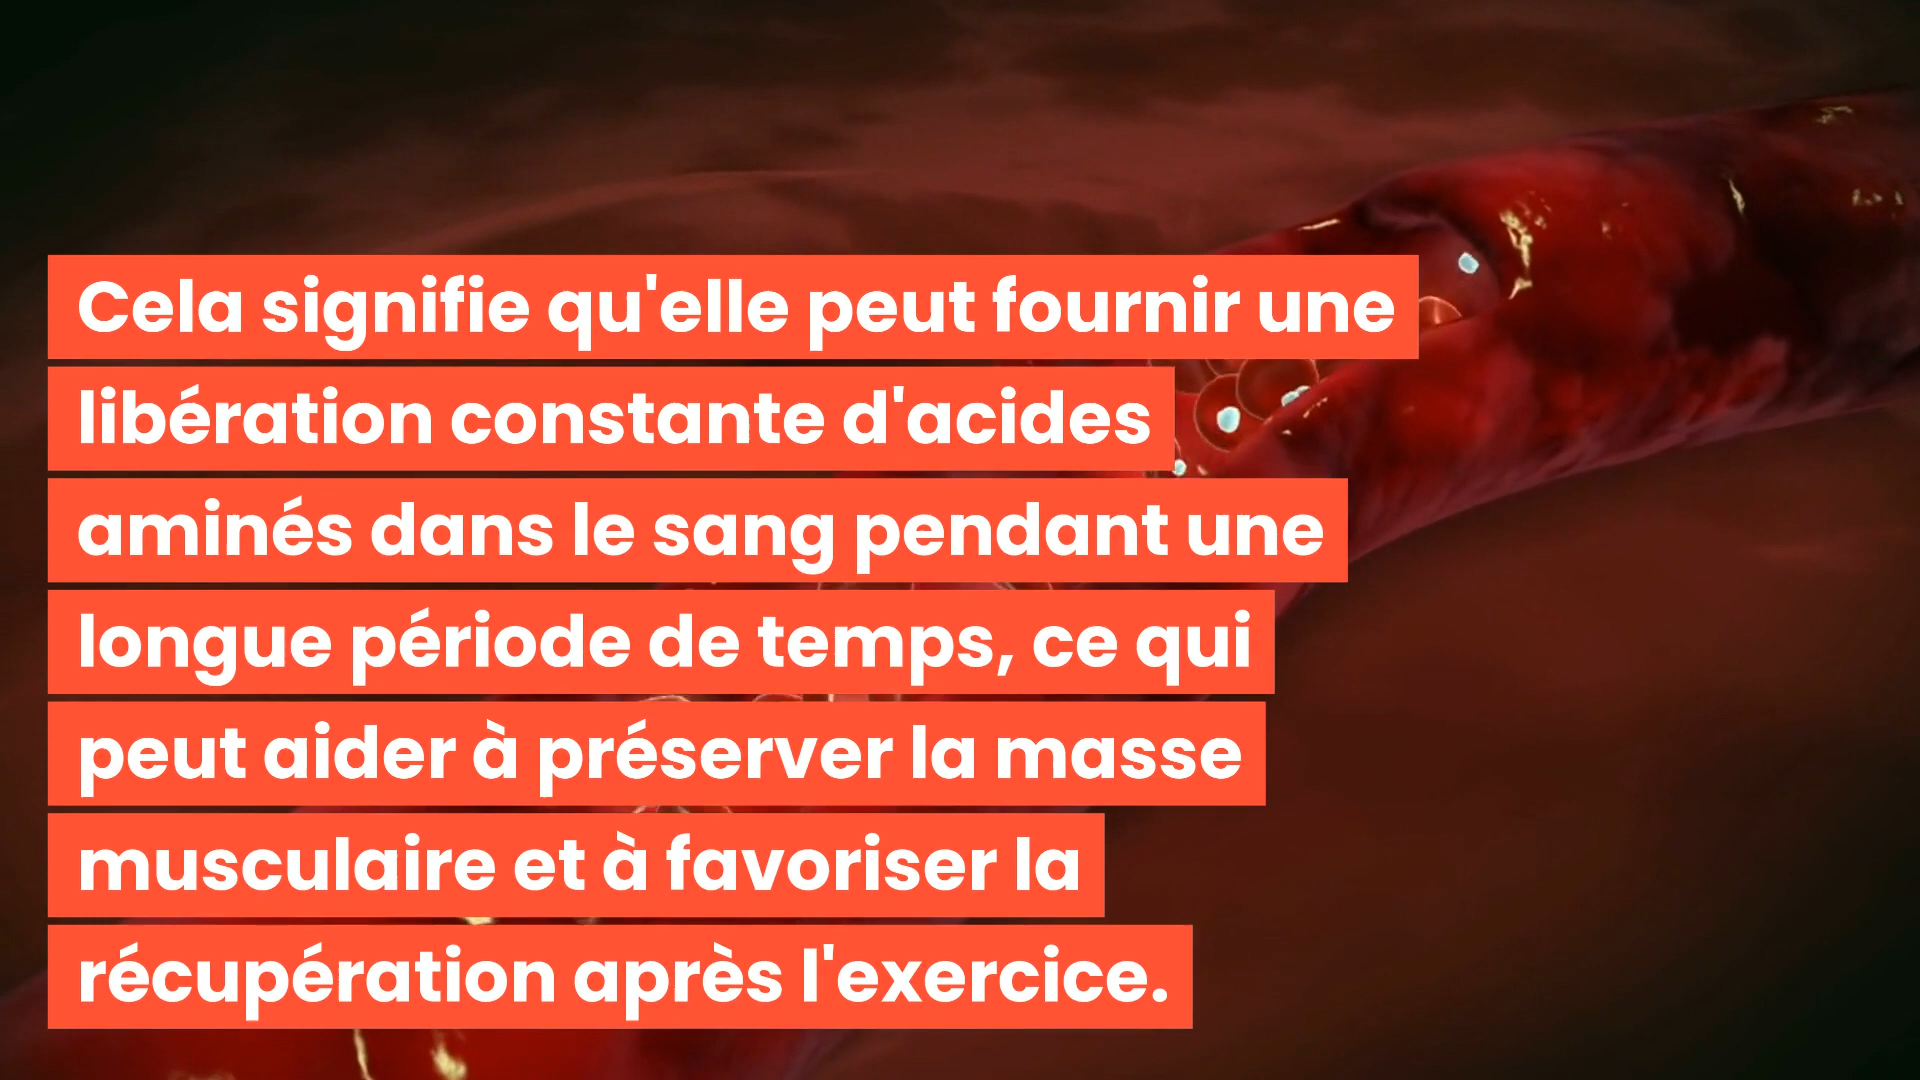 Cela signifie qu'elle peut fournir une
libération constante d'acides
aminés dans le sang pendant une
longue période de temps, ce qui
peut aider à préserver la masse
musculaire et à favoriser la
récupération après l'exercice.